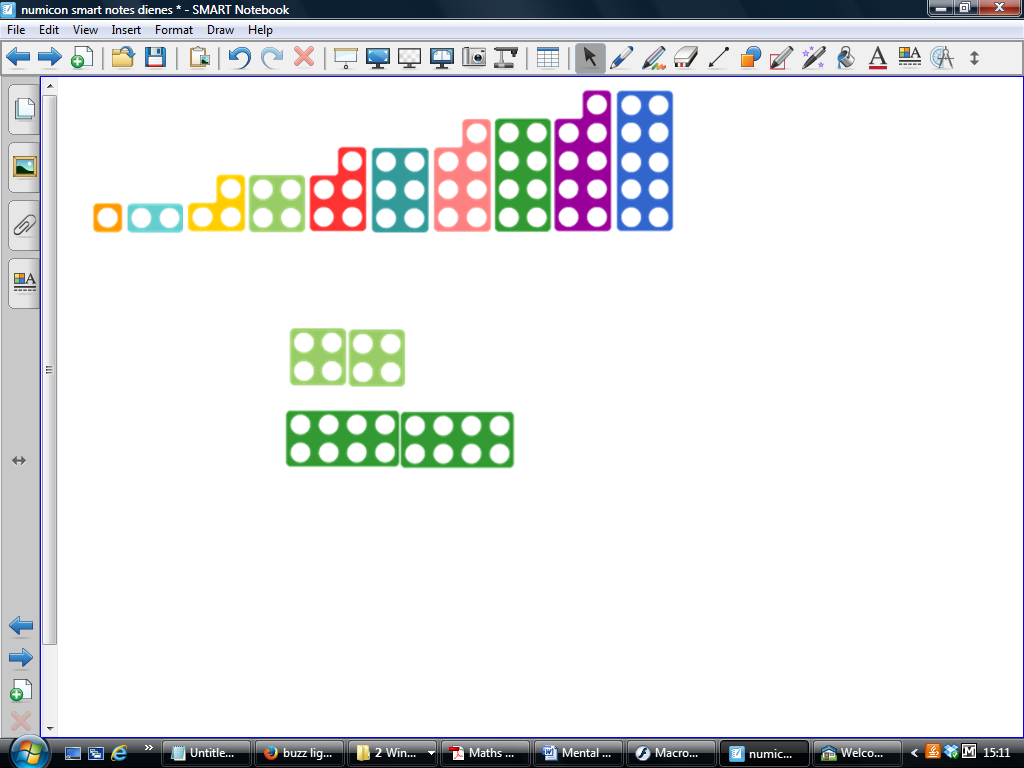 numicon smart notes dienes * - SMART Notebook
File Edit View Insert Format Draw Help
Untitle... buzz lig... 2 Win... Maths ... Mental ... Macro... numic... Welco... 15:11